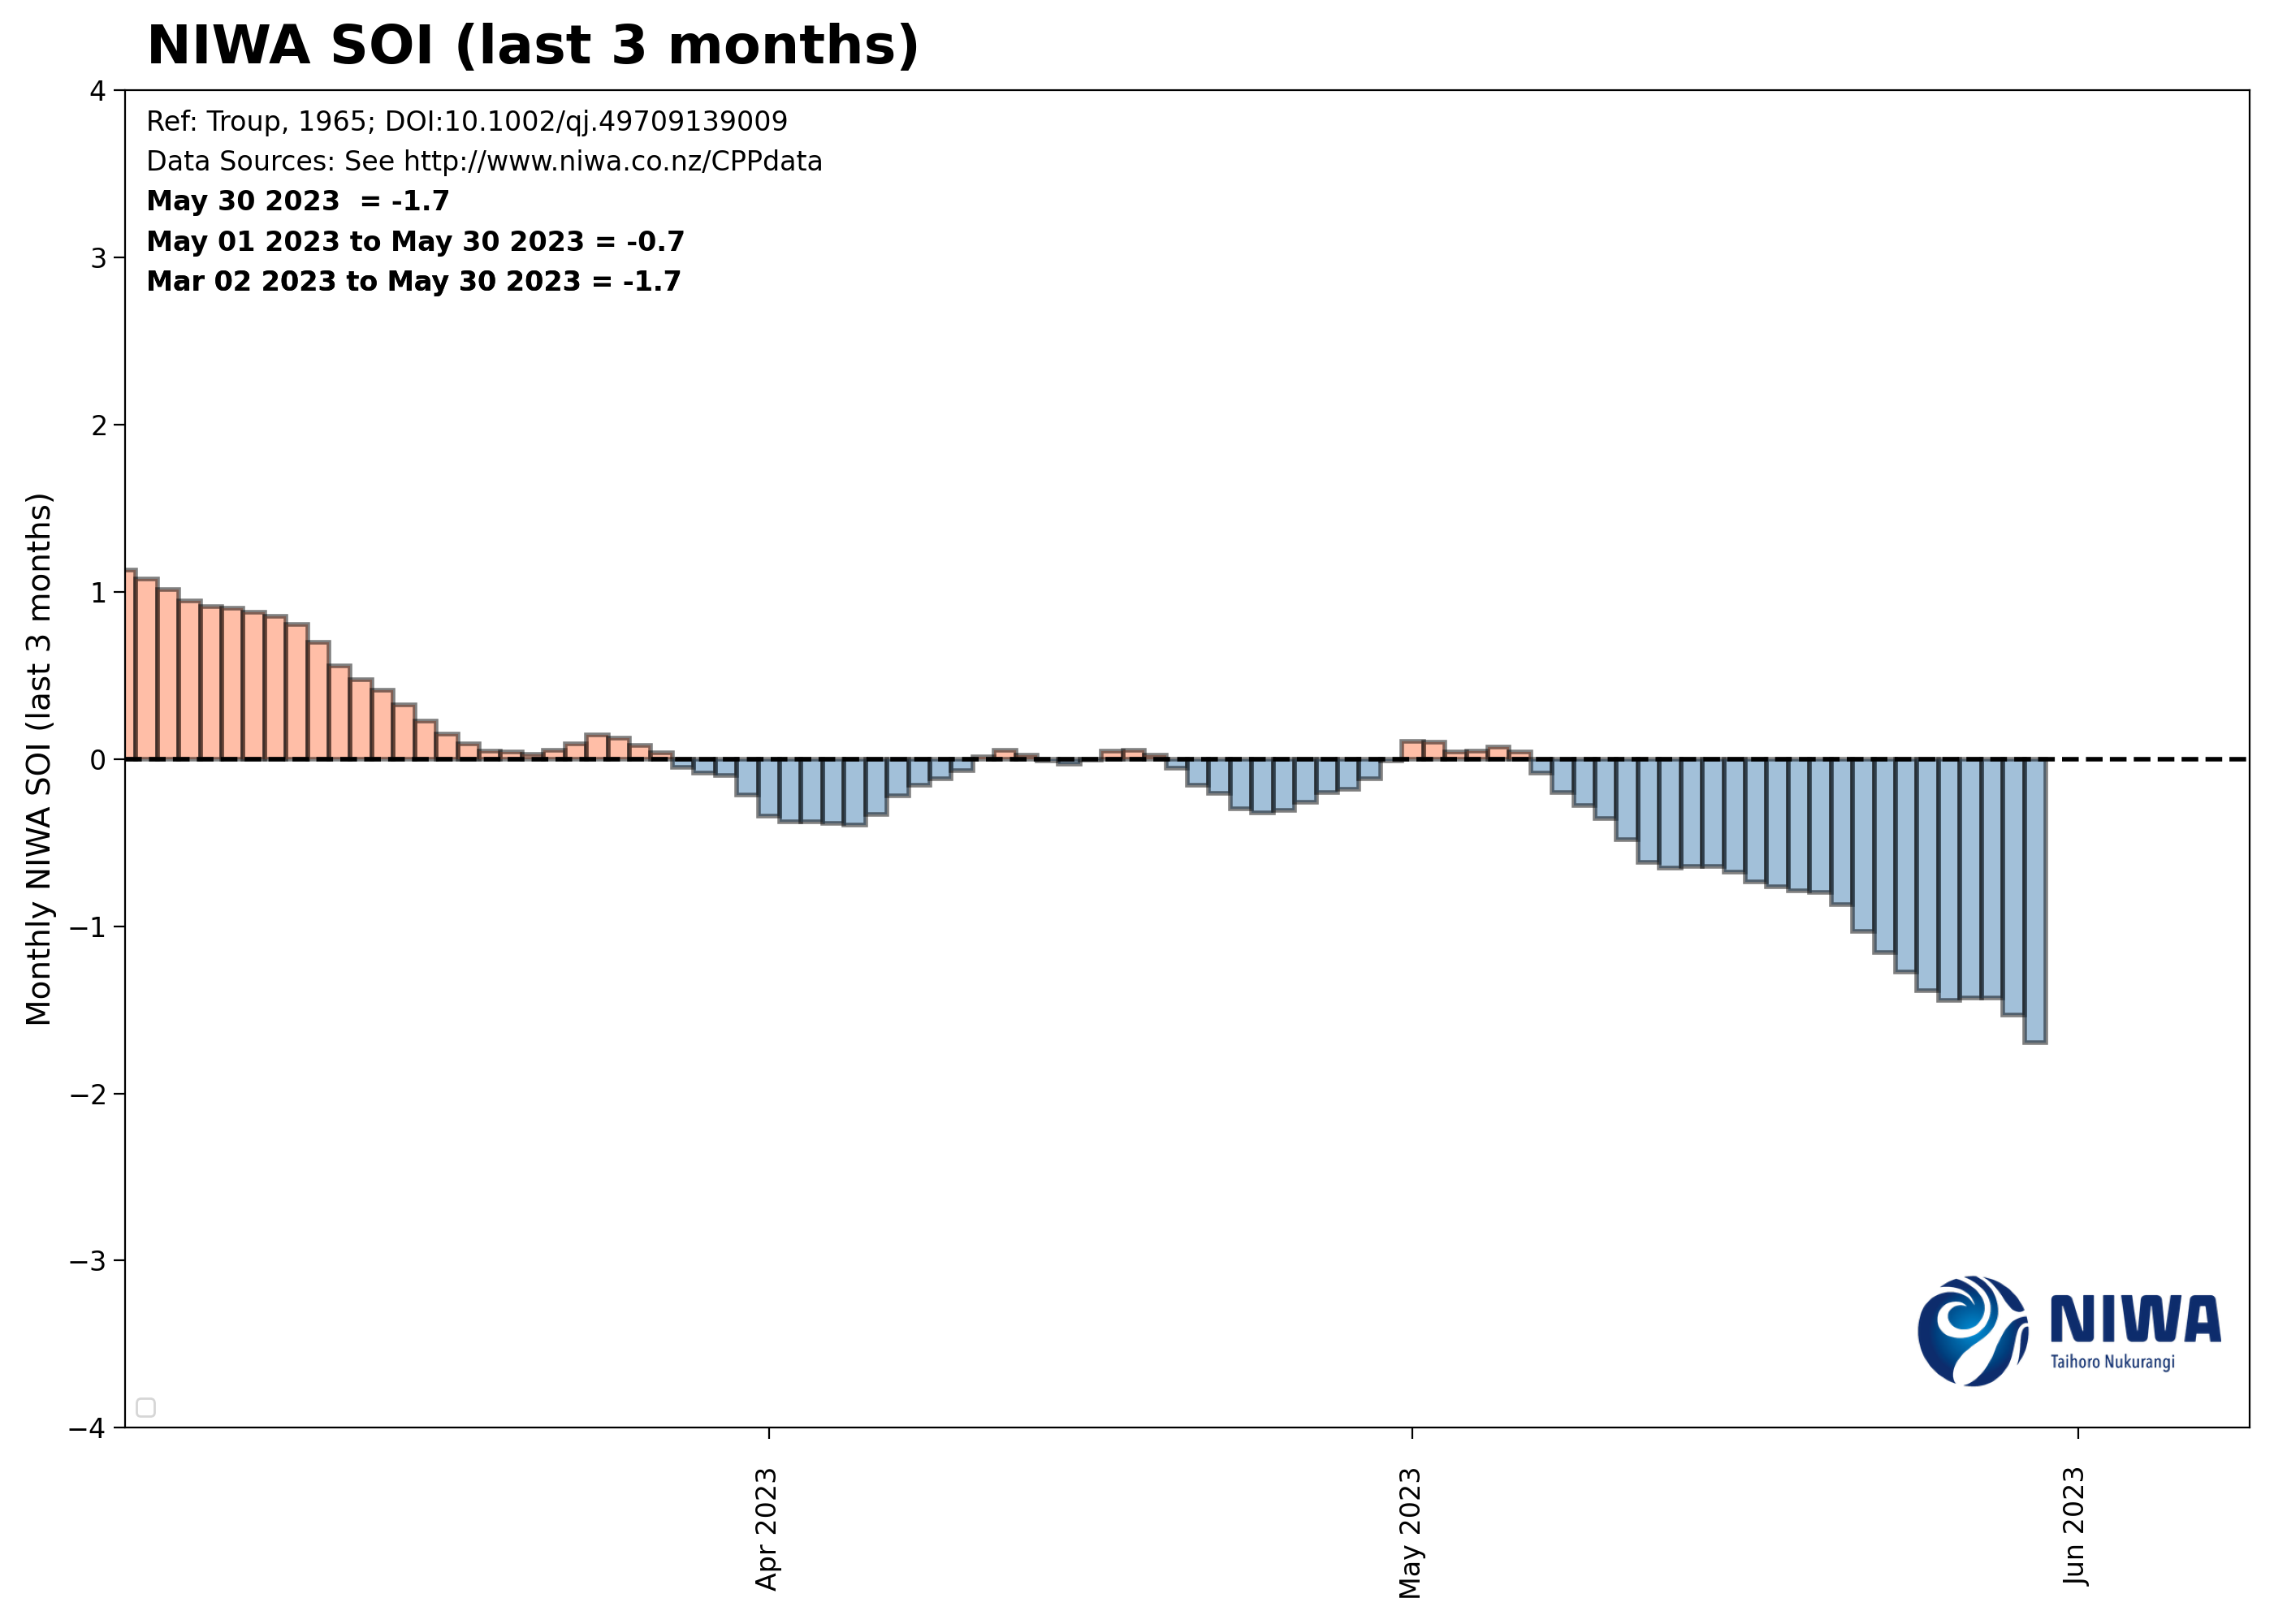 NIWA SOI (last 3 months)
Ref: Troup, 1965; DOI:10.1002/qj.49709139009
Data Sources: See http://www.niwa.co.nz/CPPdata
May 30 2023  = -1.7
May 01 2023 to May 30 2023 = -0.7
Mar 02 2023 to May 30 2023 = -1.7
Monthly NIWA SOI (last 3 months)
4
3
2
1
0
−1
−2
−3
−4
Apr 2023
May 2023
Jun 2023
NIWA
Taihoro Nukurangi